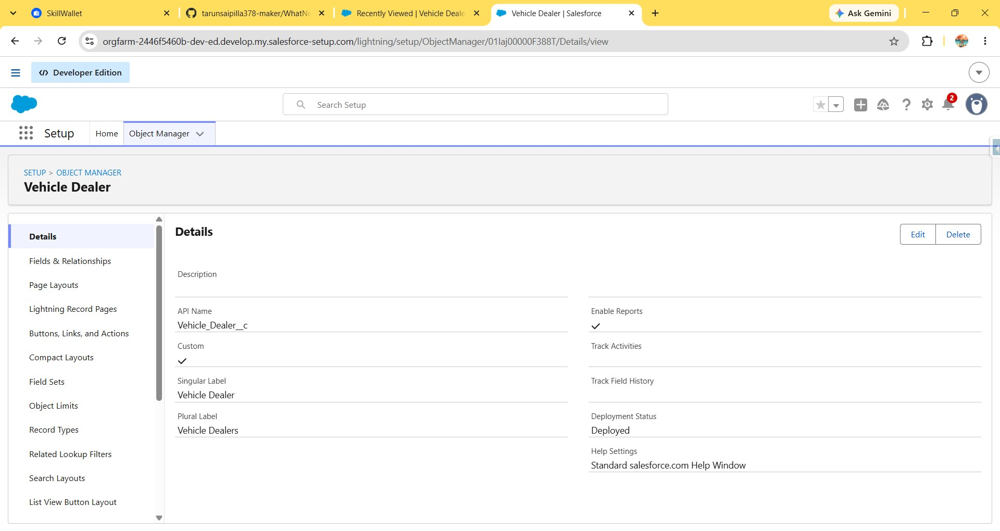 SkillWallet
tarunsaipilla378-maker/WhatNe
Recently Viewed | Vehicle Deale
Vehicle Dealer | Salesforce
Ask Gemini
orgfarm-2446f5460b-dev-ed.develop.my.salesforce-setup.com/lightning/setup/ObjectManager/01Iaj00000F388T/Details/view
Developer Edition
Search Setup
2
Setup
Home
Object Manager
SETUP > OBJECT MANAGER
Vehicle Dealer
Details
Fields & Relationships
Page Layouts
Lightning Record Pages
Buttons, Links, and Actions
Compact Layouts
Field Sets
Object Limits
Record Types
Related Lookup Filters
Search Layouts
List View Button Layout
Details
Edit
Delete
Description
API Name
Vehicle_Dealer__c
Custom
Singular Label
Vehicle Dealer
Plural Label
Vehicle Dealers
Enable Reports
Track Activities
Track Field History
Deployment Status
Deployed
Help Settings
Standard salesforce.com Help Window